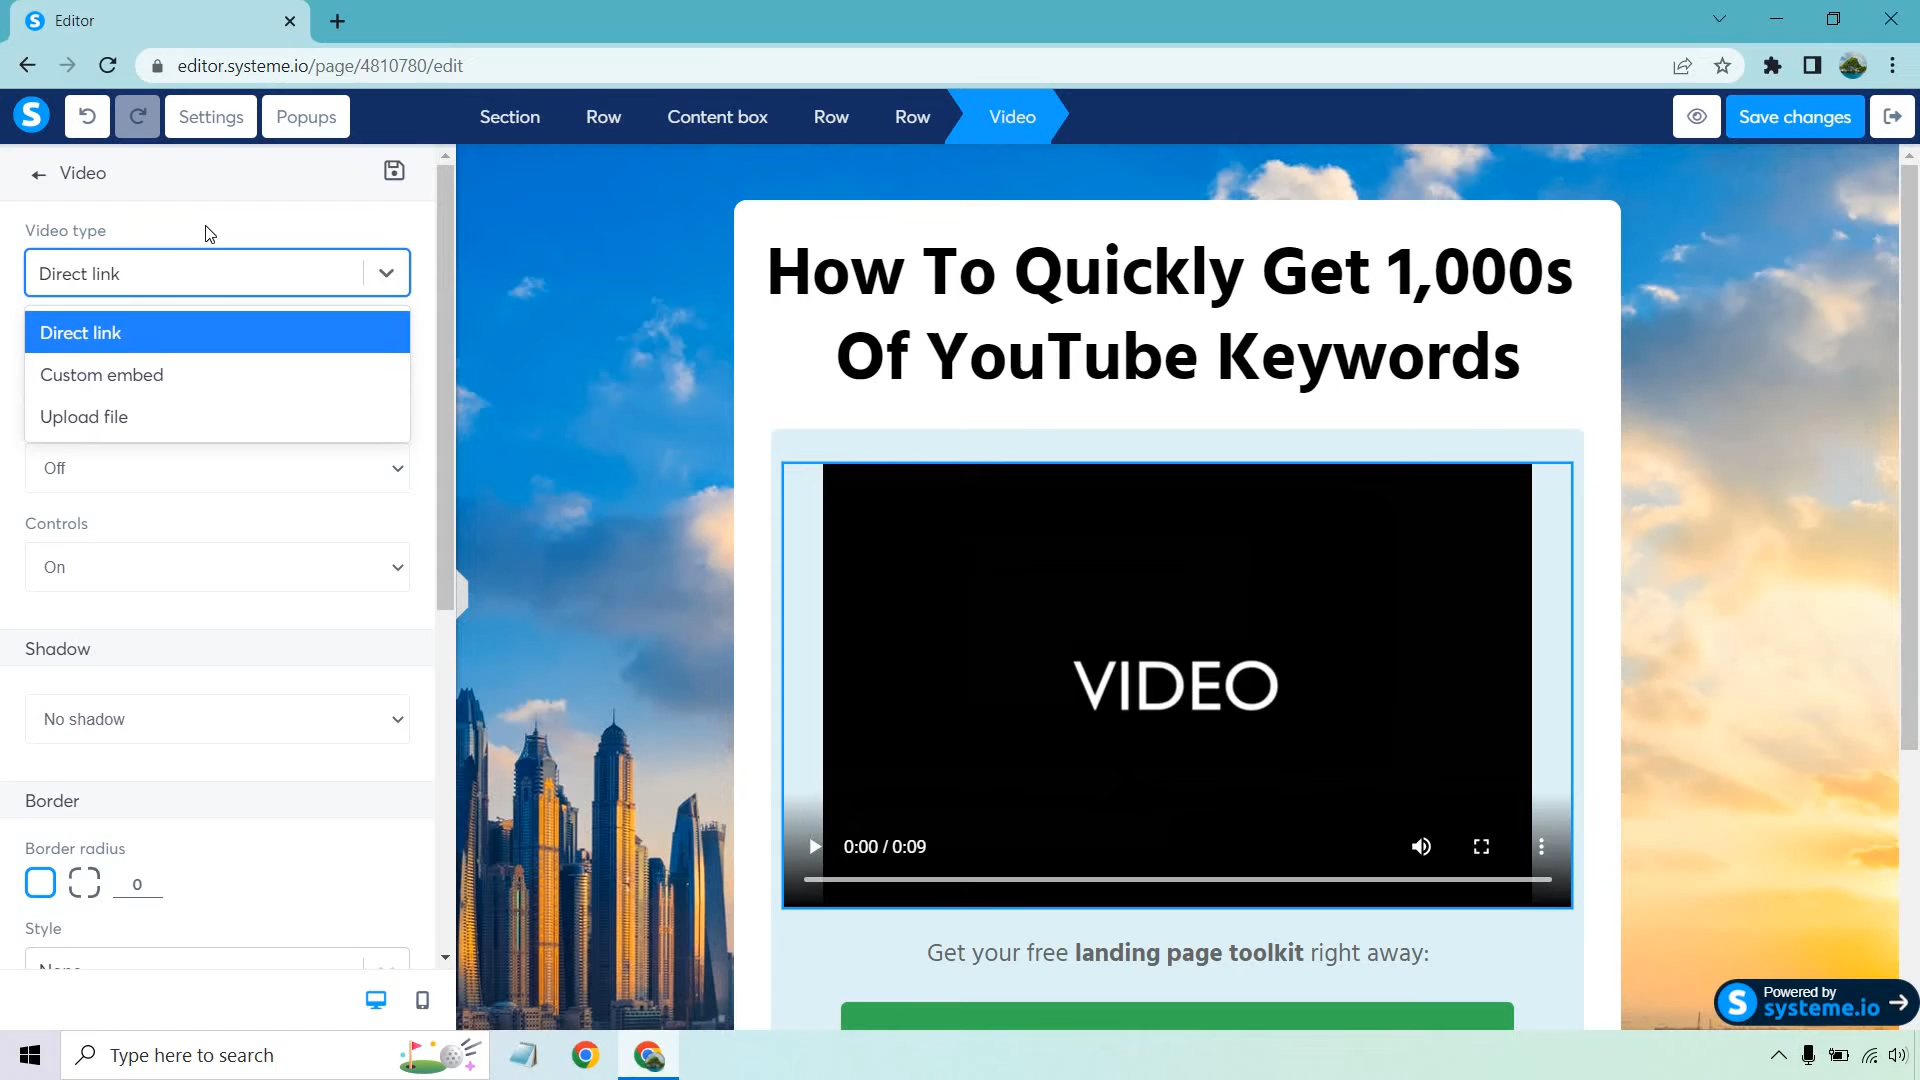 Editor
editor.systeme.io/page/4810780/edit
Settings
Popups
Section
Row
Content box
Row
Row
Video
Save changes
Video
Video type
Direct link
Direct link
Custom embed
Upload file
Off
Controls
On
Shadow
No shadow
Border
Border radius
0
Style
None
How To Quickly Get 1,000s
Of YouTube Keywords
VIDEO
0:00 / 0:09
Get your free landing page toolkit right away:
Powered by
systeme.io
Type here to search